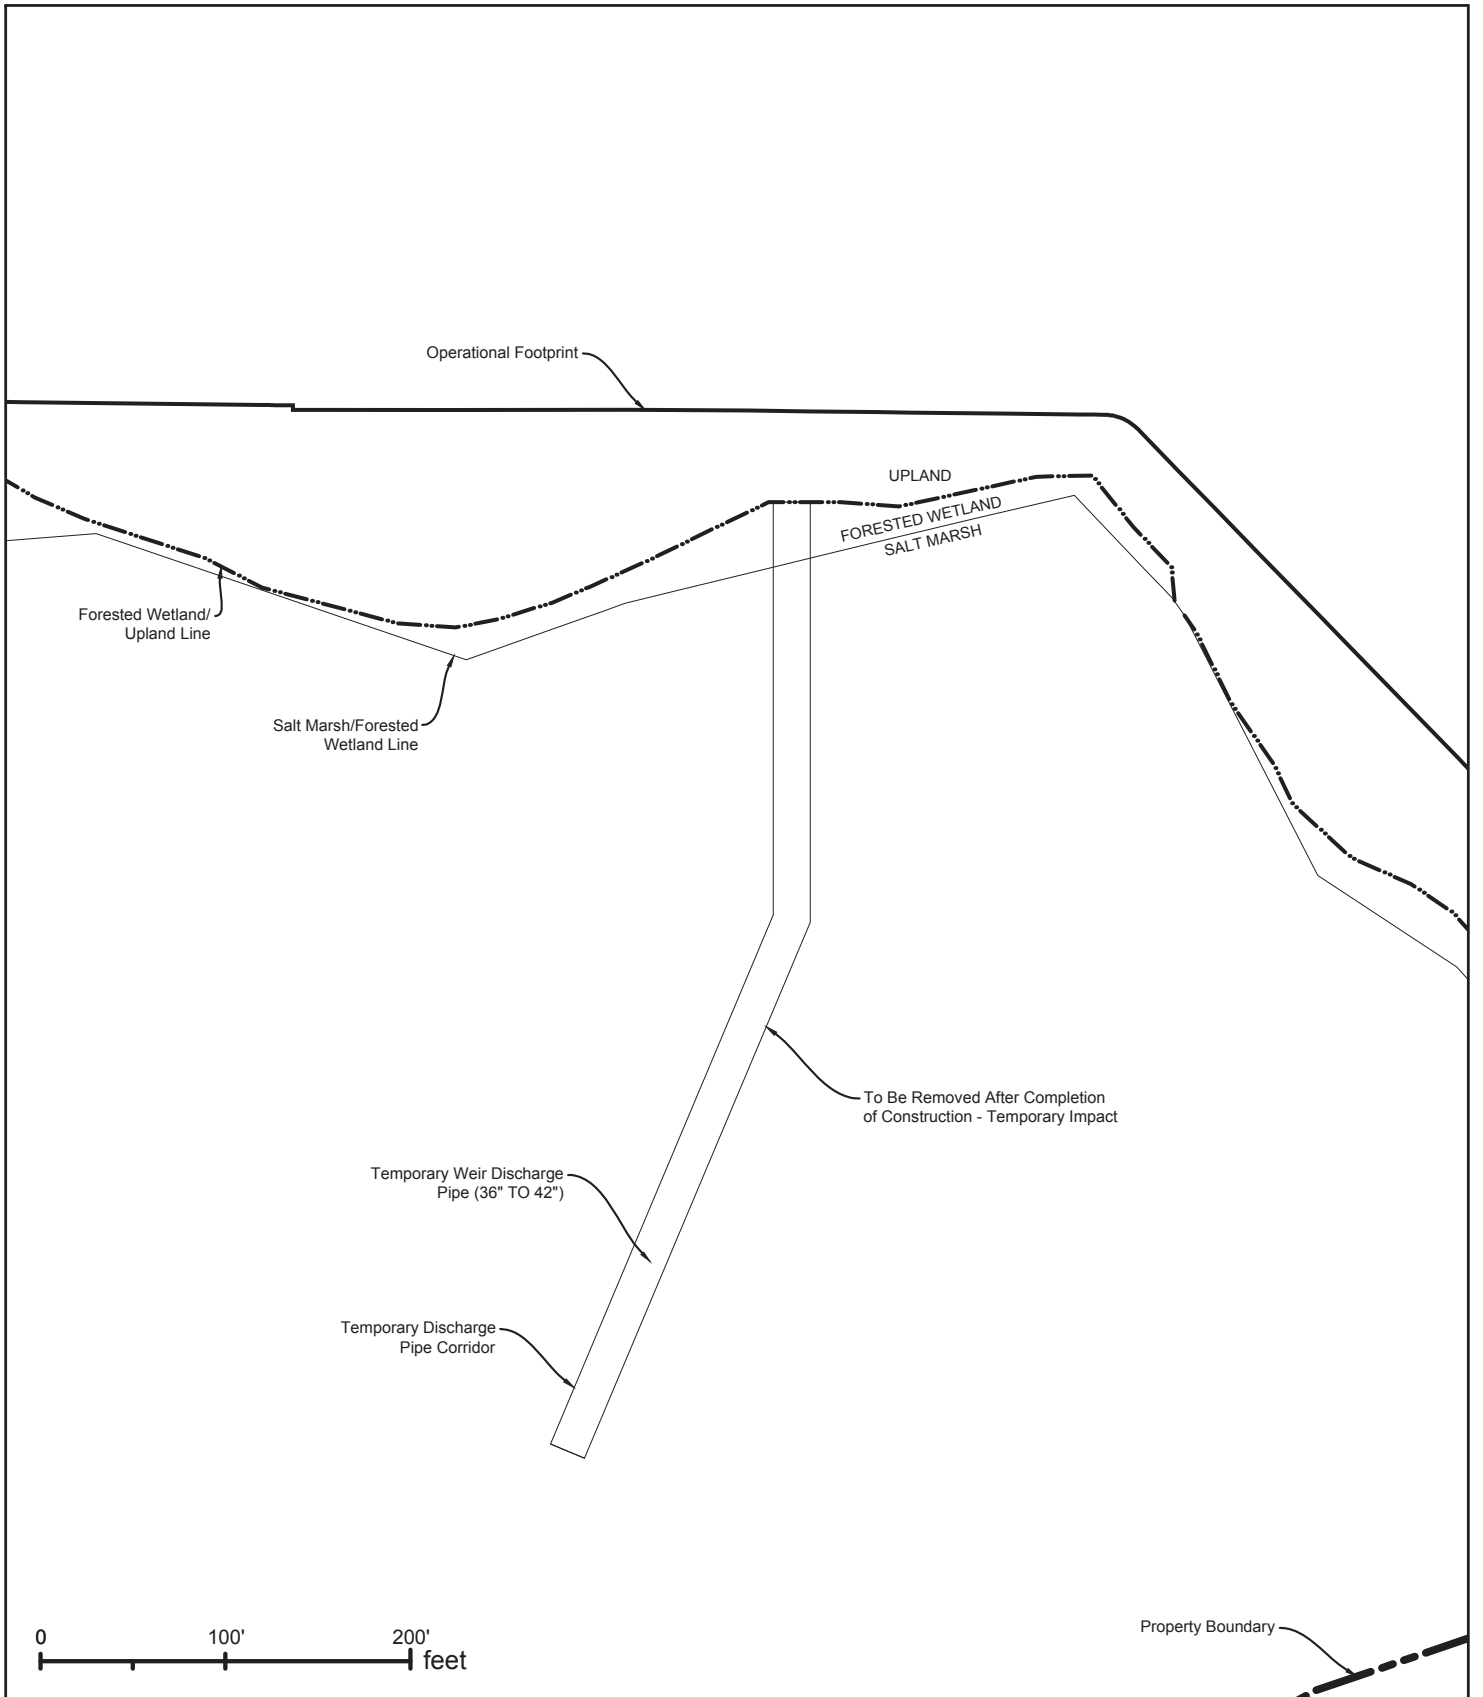 Operational Footprint
UPLAND
FORESTED WETLAND
SALT MARSH
Forested Wetland/
Upland Line
Salt Marsh/Forested
Wetland Line
To Be Removed After Completion
of Construction - Temporary Impact
Temporary Weir Discharge
Pipe (36" TO 42")
Temporary Discharge
Pipe Corridor
Property Boundary
0 100' 200'
feet